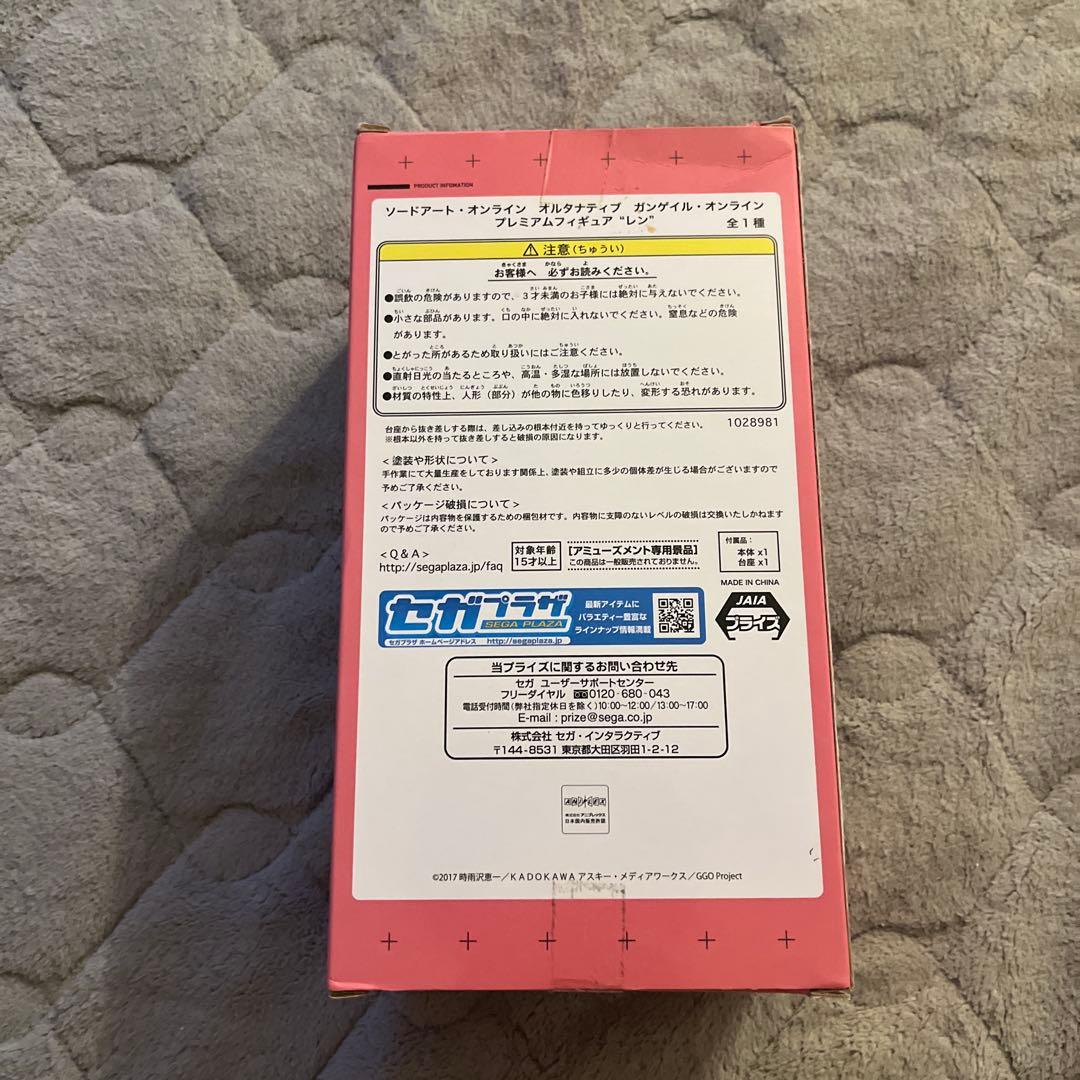 PRODUCT INFOMATION
ソードアート・オンライン オルタナティブ ガンゲイル・オンライン
プレミアムフィギュア“レン”
全1種
⚠注意(ちゅうい)
お客様へ 必ずお読みください。
●誤飲の危険がありますので、3才未満のお子様には絶対に与えないでください。
●小さな部品があります。口の中に絶対に入れないでください。窒息などの危険
があります。
●とがった所があるため取り扱いにはご注意ください。
●直射日光の当たるところや、高温・多湿な場所には放置しないでください。
●材質の特性上、人形(部分)が他の物に色移りしたり、変形する恐れがあります。
台座から抜き差しする際は、差し込みの根本付近を持ってゆっくりと行ってください。
※根本以外を持って抜き差しすると破損の原因になります。
1028981
<塗装や形状について>
手作業にて大量生産をしております関係上、塗装や組立に多少の個体差が生じる場合がございますので
予めご了承ください。
<パッケージ破損について>
パッケージは内容物を保護するための梱包材です。内容物に支障のないレベルの破損は交換いたしかねます
ので予めご了承ください。
<Q&A>
http://segaplaza.jp/faq
対象年齢
15才以上
[アミューズメント専用景品]
この商品は一般販売されておりません。
付属品:
本体 x1
台座 x1
MADE IN CHINA
セガプラザ
SEGA PLAZA
セガプラザ ホームページアドレス http://segaplaza.jp
最新アイテムに
バラエティー豊富な
ラインナップ情報満載
JAIA
プライズ
当プライズに関するお問い合わせ先
セガ ユーザーサポートセンター
フリーダイヤル 0120-680-043
電話受付時間(弊社指定休日を除く)10:00~12:00/13:00~17:00
E-mail : prize@sega.co.jp
株式会社 セガ・インタラクティブ
〒144-8531 東京都大田区羽田1-2-12
ANIPLEX
株式会社 アニプレックス
日本国内販売許諾
©2017 時雨沢恵一/KADOKAWA アスキー・メディアワークス/GGO Project